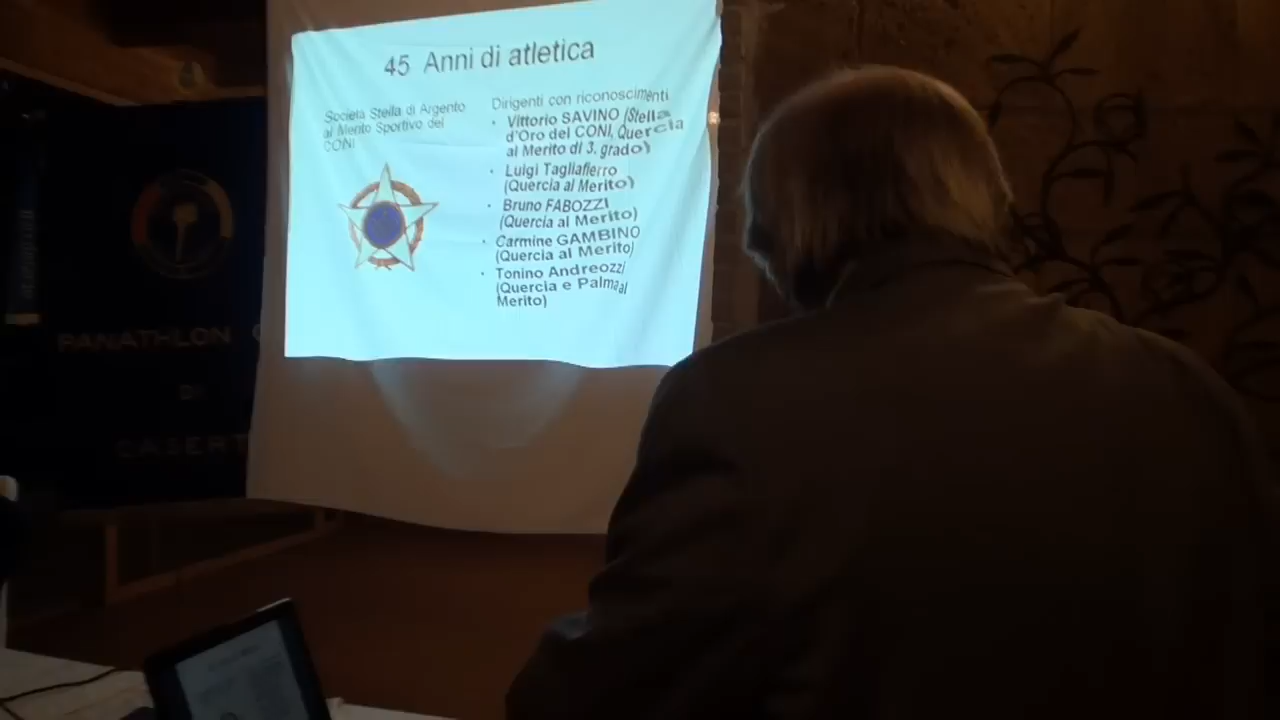 45 Anni di atletica
Società Stella di Argento
al Merito Sportivo del
CONI
Dirigenti con riconoscimenti
• Vittorio SAVINO (Stella
d'Oro del CONI, Quercia
al Merito di 3. grado)
• Luigi Tagliafierro
(Quercia al Merito)
• Bruno FABOZZI
(Quercia al Merito)
• Carmine GAMBINO
(Quercia al Merito)
• Tonino Andreozzi
(Quercia e Palma al
Merito)
PANATHLON
DI
CASERT